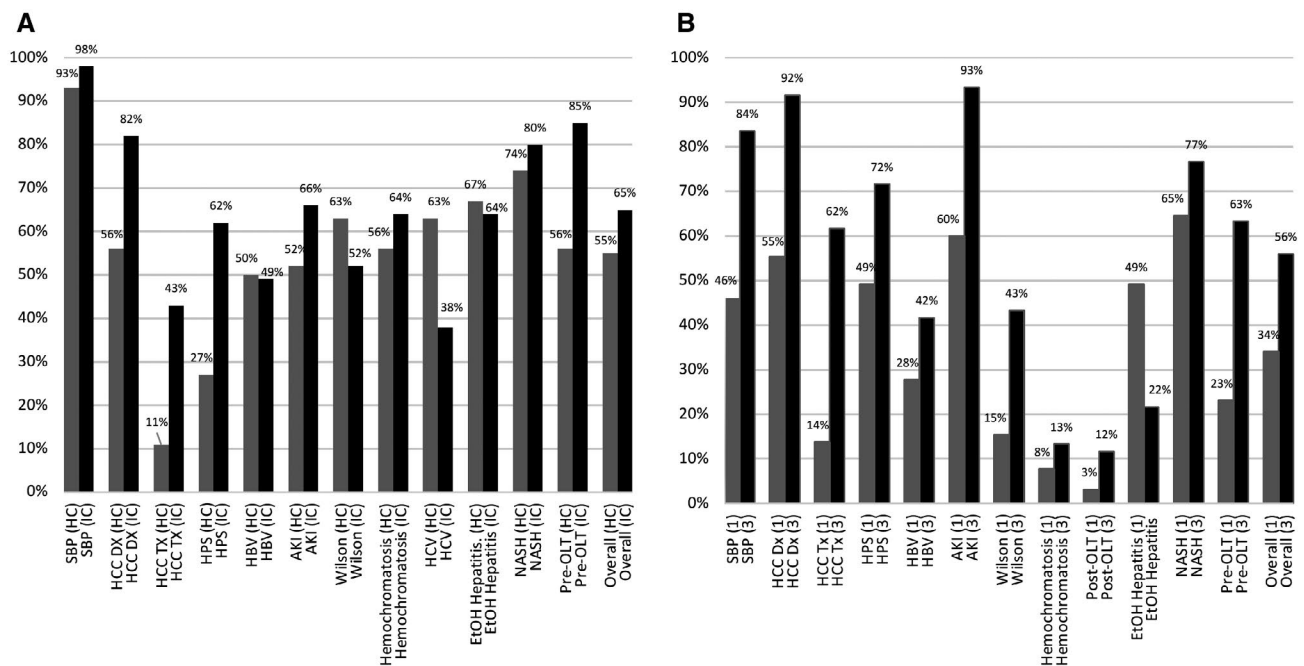 A
100%
90%
80%
70%
60%
50%
40%
30%
20%
10%
0%
93%
98%
56%
82%
11%
43%
27%
62%
50%
49%
52%
66%
63%
52%
56%
64%
63%
38%
67%
64%
74%
80%
56%
85%
55%
65%
SBP (HC)
SBP (IC)
HCC DX (HC)
HCC DX (IC)
HCC TX (HC)
HCC TX (IC)
HPS (HC)
HPS (IC)
HBV (HC)
HBV (IC)
AKI (HC)
AKI (IC)
Wilson (HC)
Wilson (IC)
Hemochromatosis (HC)
Hemochromatosis (IC)
HCV (HC)
HCV (IC)
EtOH Hepatitis. (HC)
EtOH Hepatitis (IC)
NASH (HC)
NASH (IC)
Pre-OLT (HC)
Pre-OLT (IC)
Overall (HC)
Overall (IC)
B
100%
90%
80%
70%
60%
50%
40%
30%
20%
10%
0%
46%
84%
55%
92%
14%
62%
49%
72%
28%
42%
60%
93%
15%
43%
8%
13%
3%
12%
49%
22%
65%
77%
23%
63%
34%
56%
SBP (1)
SBP (3)
HCC Dx (1)
HCC Dx (3)
HCC Tx (1)
HCC Tx (3)
HPS (1)
HPS (3)
HBV (1)
HBV (3)
AKI (1)
AKI (3)
Wilson (1)
Wilson (3)
Hemochromatosis (1)
Hemochromatosis (3)
Post-OLT (1)
Post-OLT (3)
EtOH Hepatitis (1)
EtOH Hepatitis
NASH (1)
NASH (3)
Pre-OLT (1)
Pre-OLT (3)
Overall (1)
Overall (3)